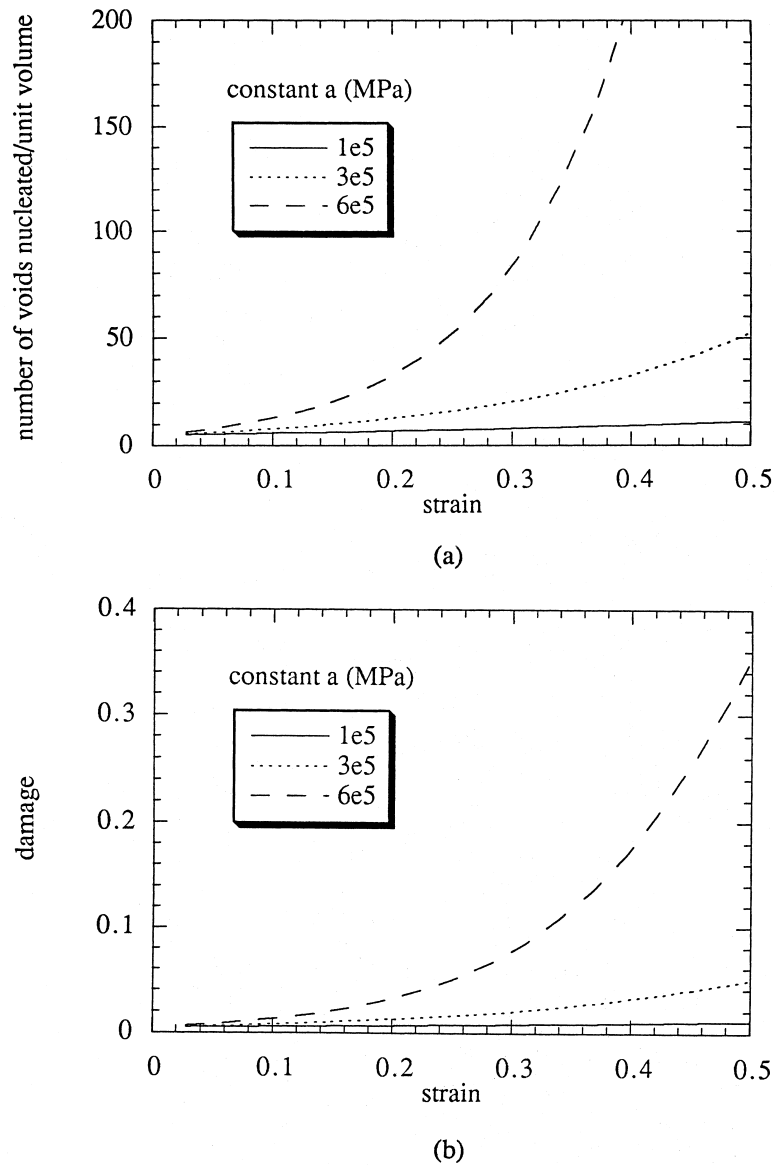 number of voids nucleated/unit volume
200
150
100
50
0
constant a (MPa)
1e5
3e5
6e5
0 0.1 0.2 0.3 0.4 0.5
strain
(a)
damage
0.4
0.3
0.2
0.1
0
constant a (MPa)
1e5
3e5
6e5
0 0.1 0.2 0.3 0.4 0.5
strain
(b)